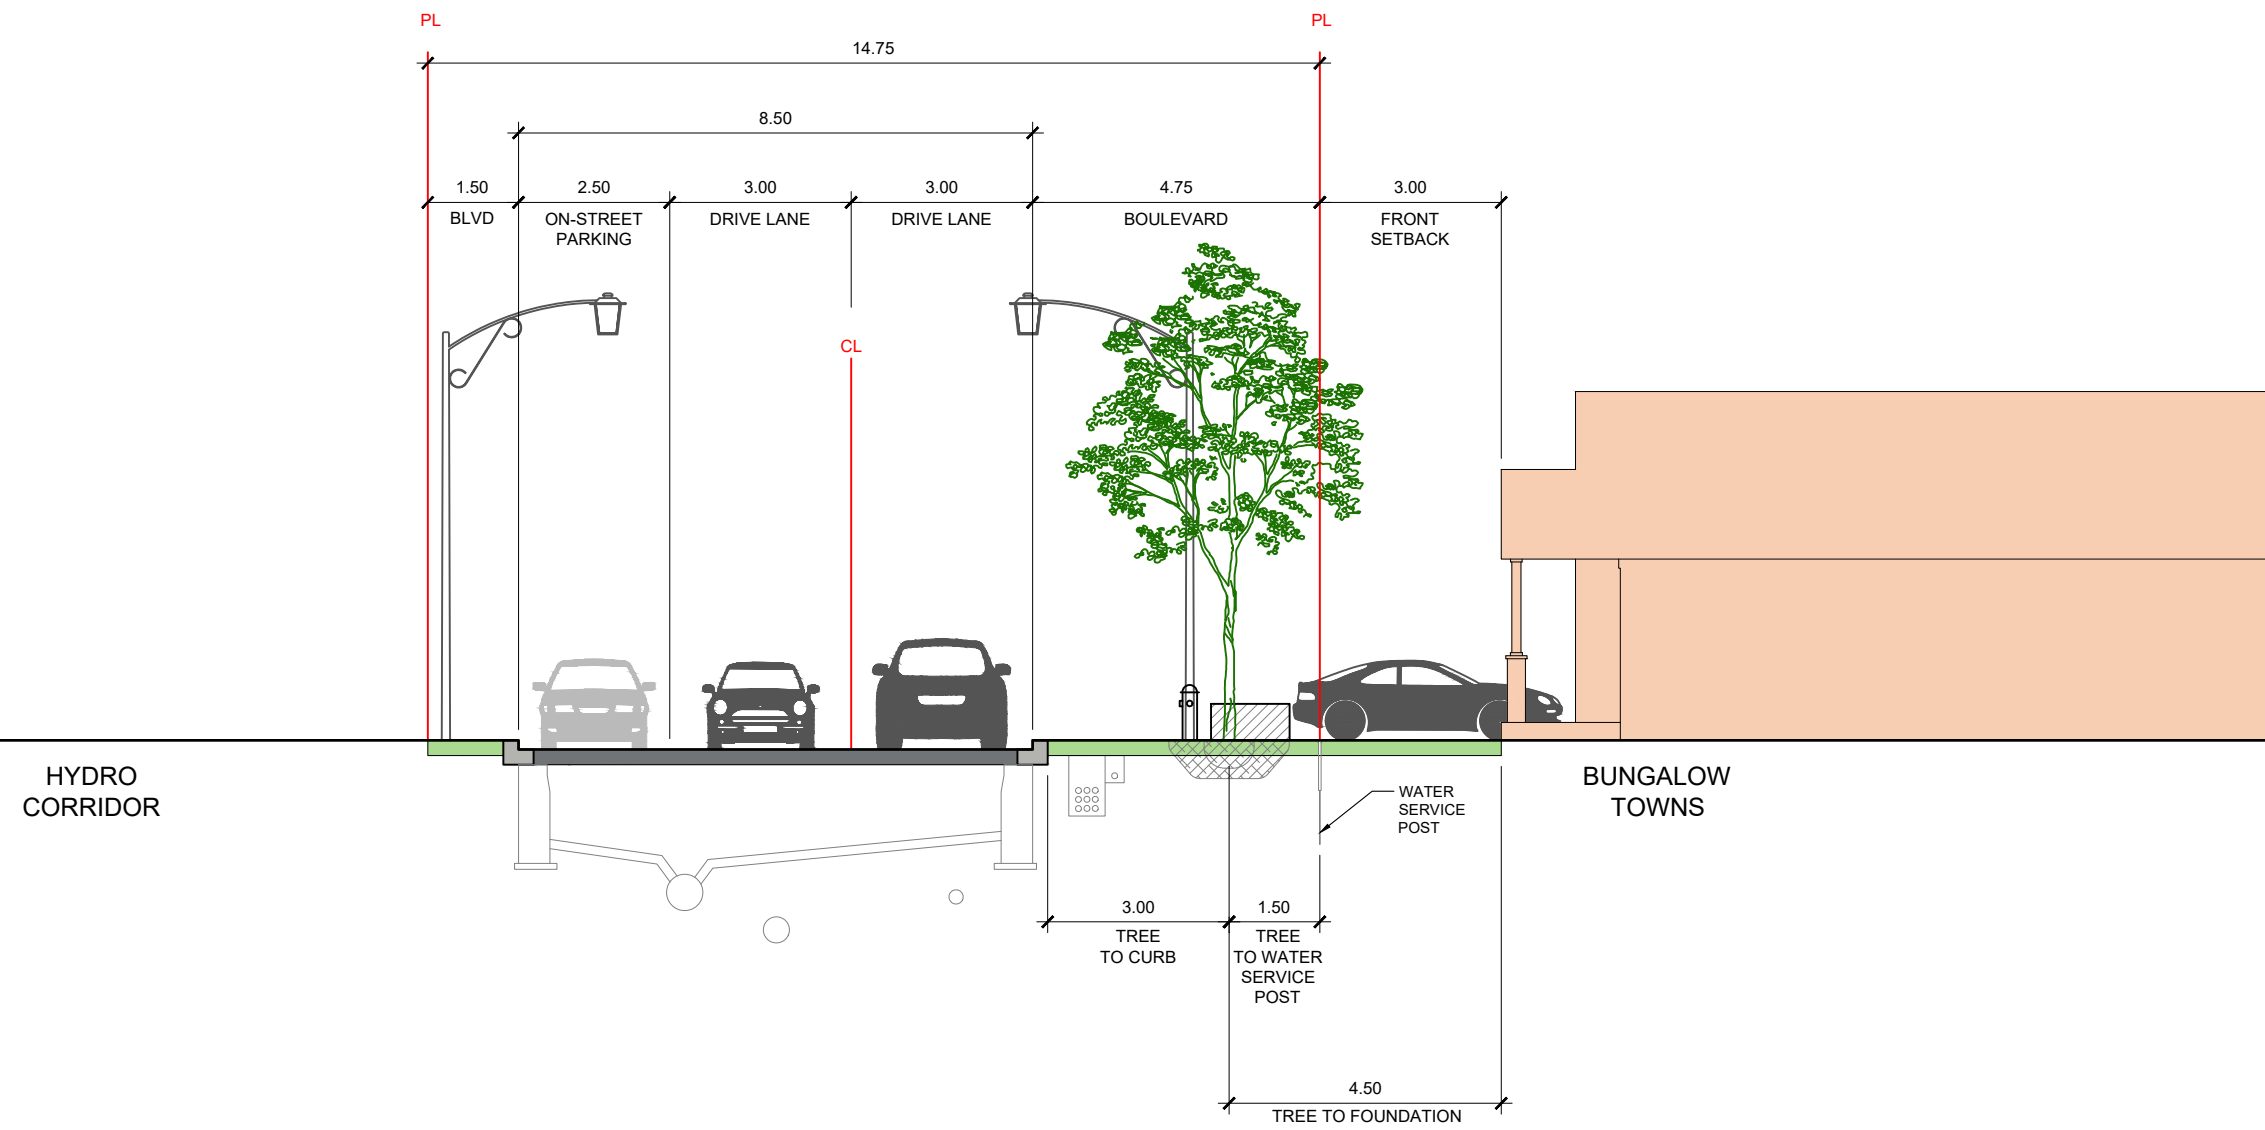 PL
PL
14.75
8.50
1.50
2.50
3.00
3.00
4.75
3.00
BLVD
ON-STREET
PARKING
DRIVE LANE
DRIVE LANE
BOULEVARD
FRONT
SETBACK
CL
HYDRO
CORRIDOR
BUNGALOW
TOWNS
WATER
SERVICE
POST
3.00
TREE
TO CURB
1.50
TREE
TO WATER
SERVICE
POST
4.50
TREE TO FOUNDATION